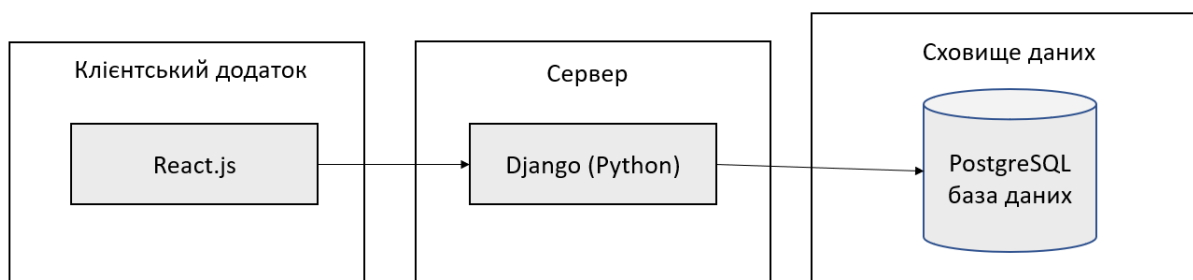 Клієнтський додаток
React.js
Сервер
Django (Python)
Сховище даних
PostgreSQL
база даних